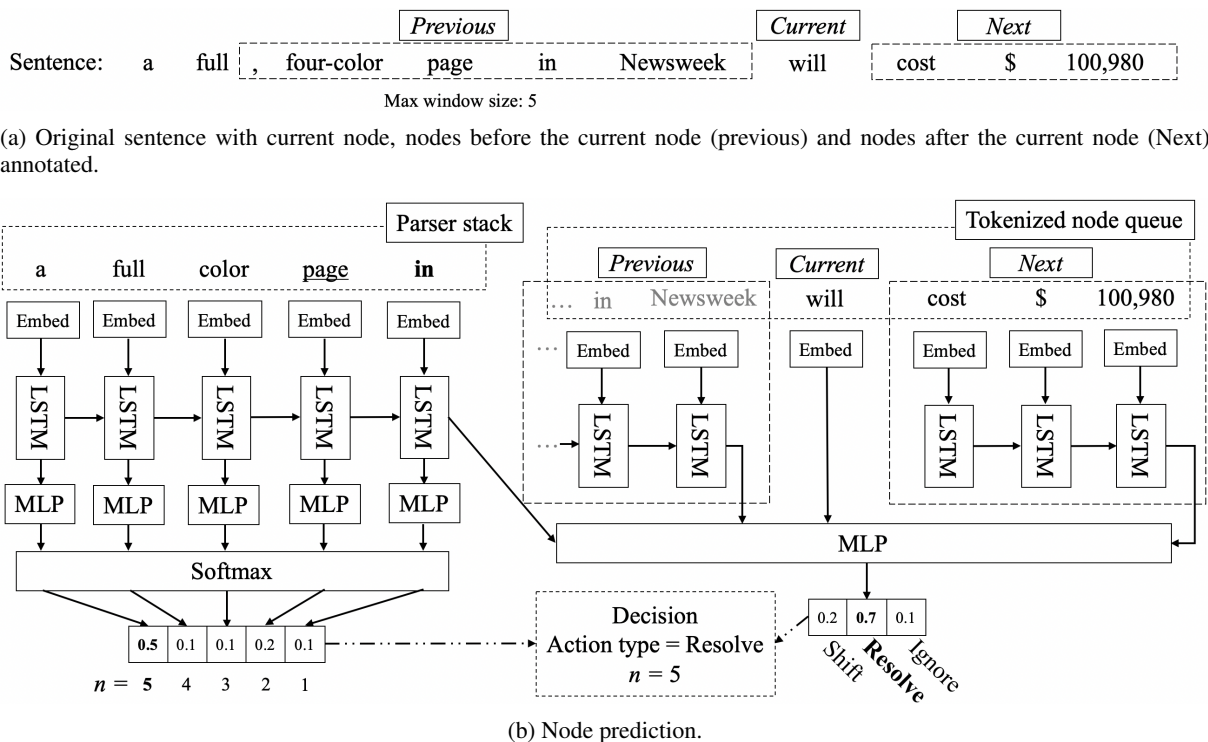 Previous Current Next
Sentence: a full , four-color page in Newsweek will cost $ 100,980
Max window size: 5
(a) Original sentence with current node, nodes before the current node (previous) and nodes after the current node (Next)
annotated.
Parser stack
Tokenized node queue
a full color page in
Previous Current Next
... in Newsweek will cost $ 100,980
Embed Embed Embed Embed Embed
... Embed Embed Embed Embed Embed Embed
LSTM LSTM LSTM LSTM LSTM
... LSTM LSTM LSTM LSTM LSTM
MLP MLP MLP MLP MLP
MLP
Softmax
Decision
Action type = Resolve
n = 5
0.2 0.7 0.1
Shift Resolve Ignore
0.5 0.1 0.1 0.2 0.1
n = 5 4 3 2 1
(b) Node prediction.